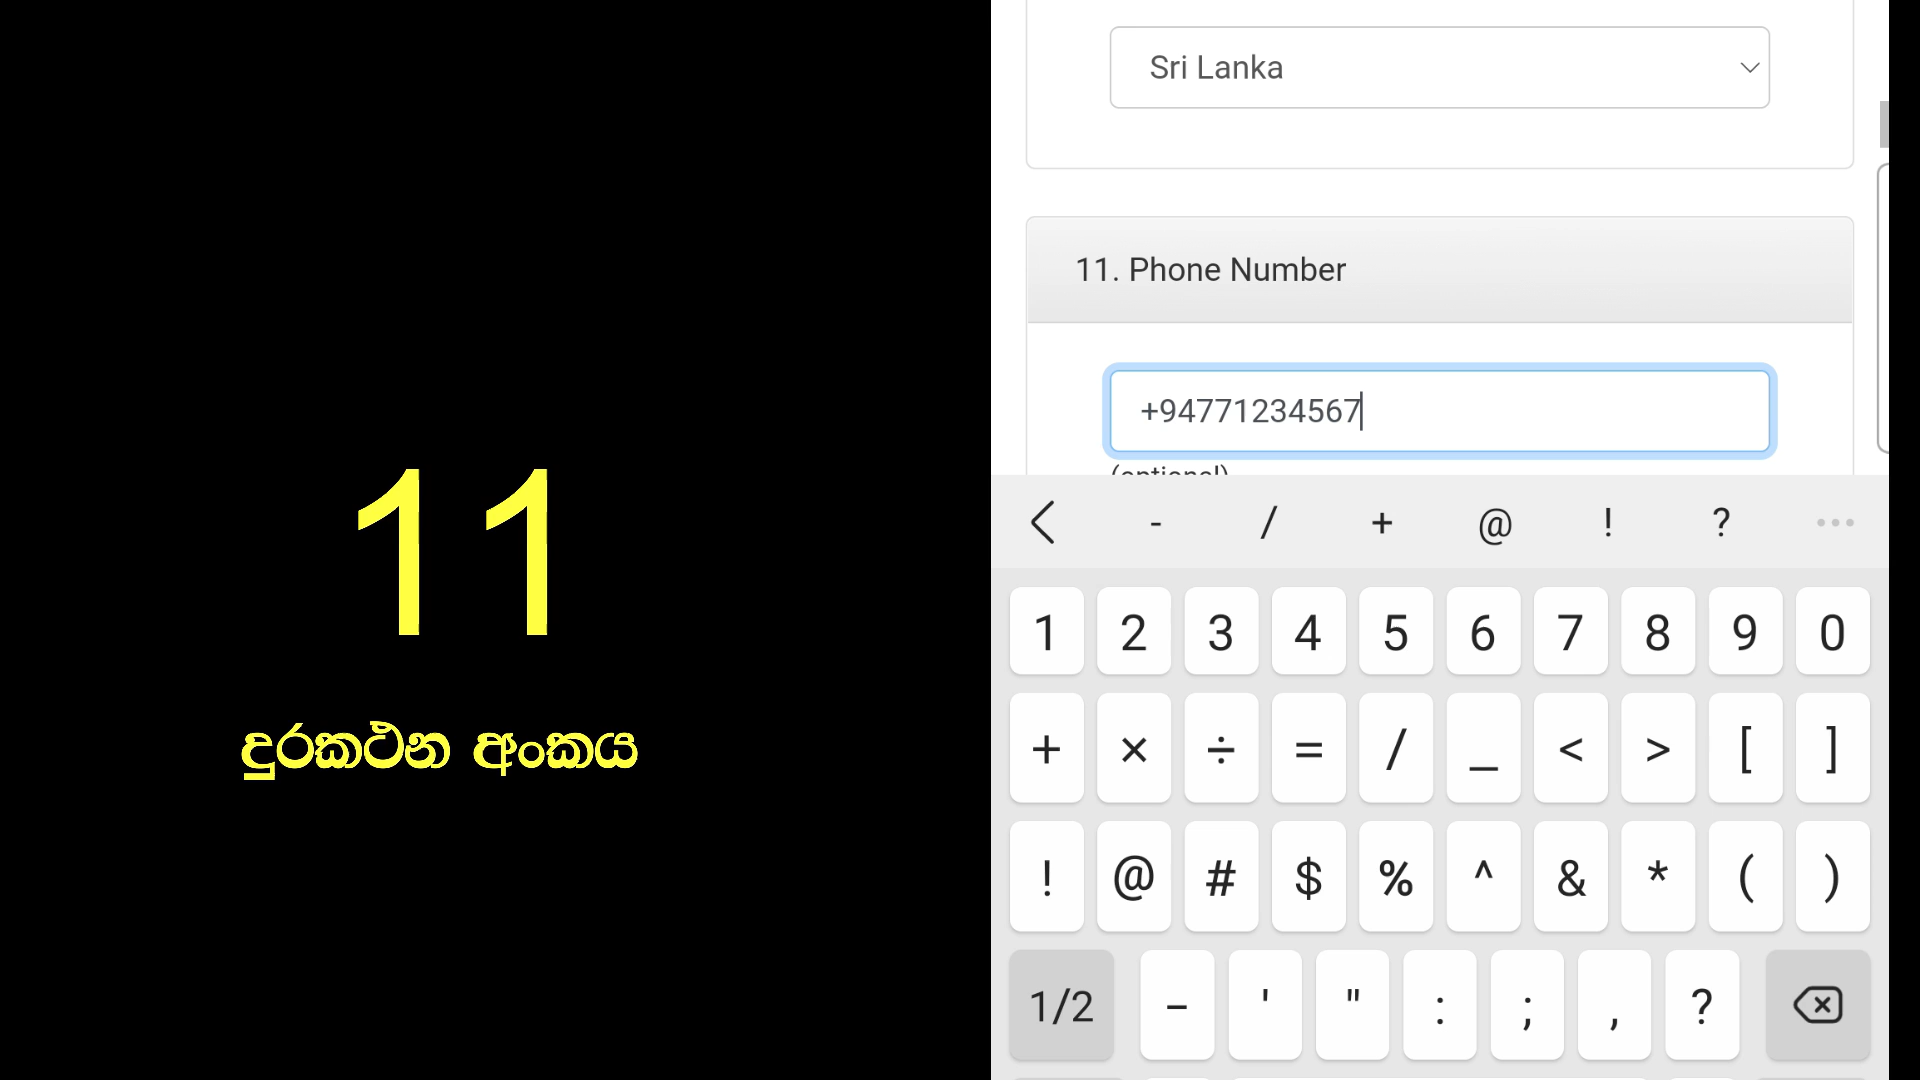 11
දුරකථන අංකය
Sri Lanka
11. Phone Number
+94771234567
(optional)
- / + @ ! ?
1 2 3 4 5 6 7 8 9 0
+ × ÷ = / _ < > [ ]
! @ # $ % ^ & * ( )
1/2 - ' " : ; , ?